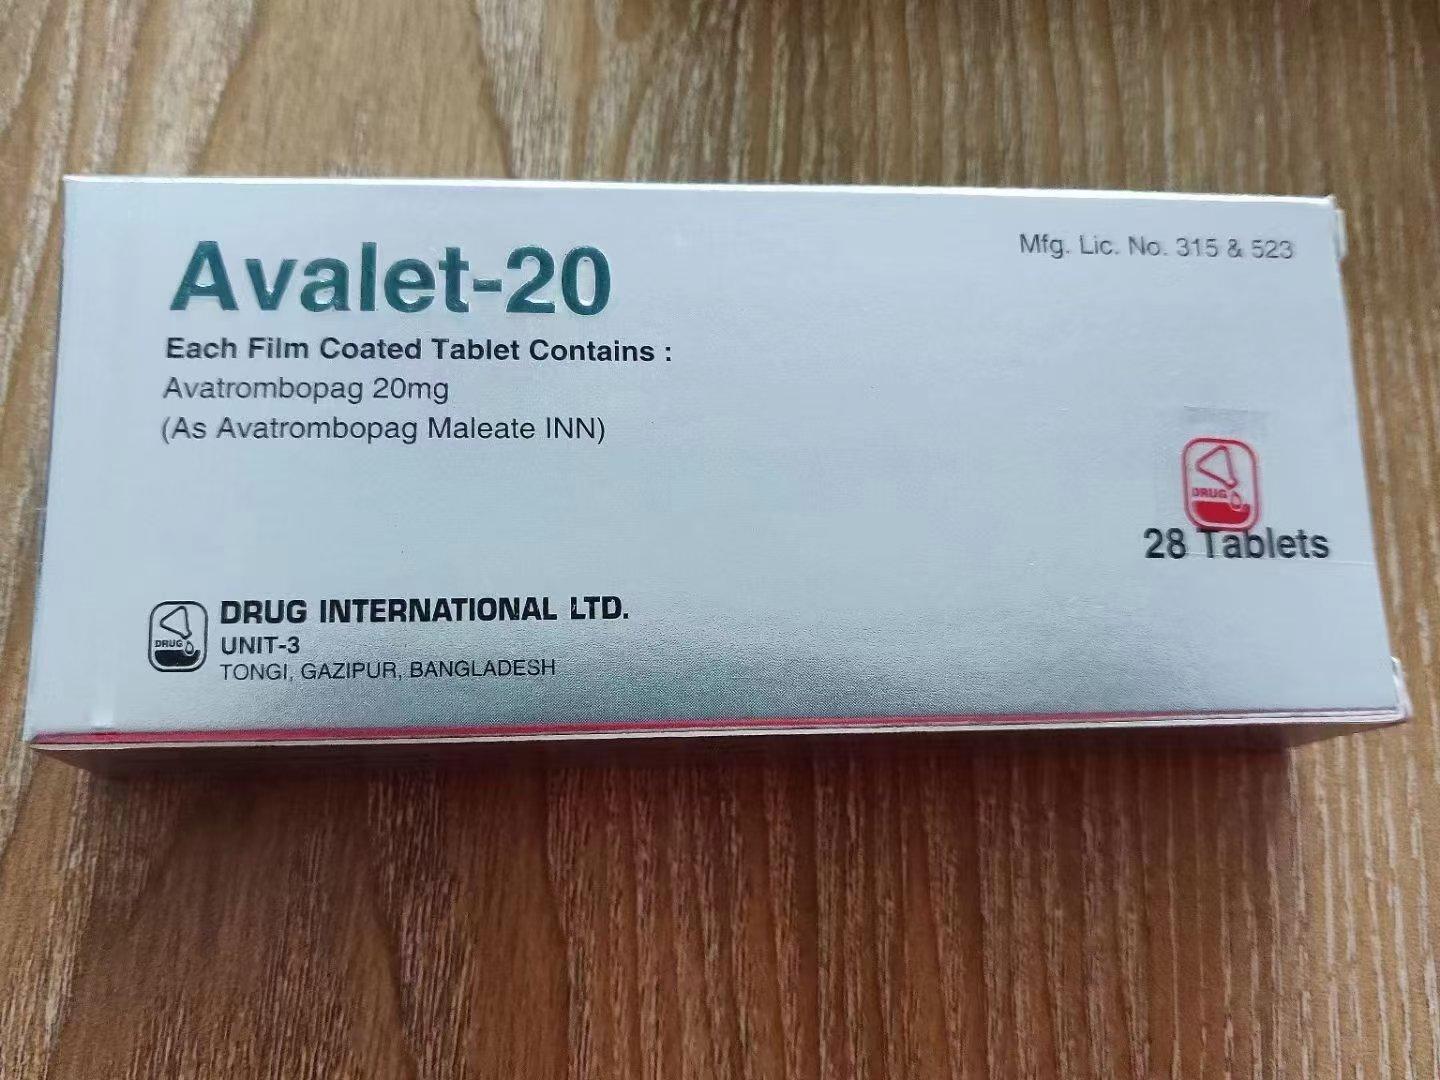 Avalet-20
Mfg. Lic. No. 315 & 523
Each Film Coated Tablet Contains :
Avatrombopag 20mg
(As Avatrombopag Maleate INN)
DRUG
28 Tablets
DRUG
DRUG INTERNATIONAL LTD.
UNIT-3
TONGI, GAZIPUR, BANGLADESH